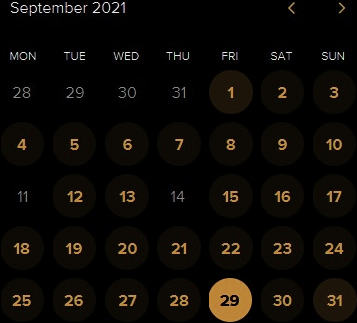 September 2021
MON TUE WED THU FRI SAT SUN
28 29 30 31 1 2 3
4 5 6 7 8 9 10
11 12 13 14 15 16 17
18 19 20 21 22 23 24
25 26 27 28 29 30 31